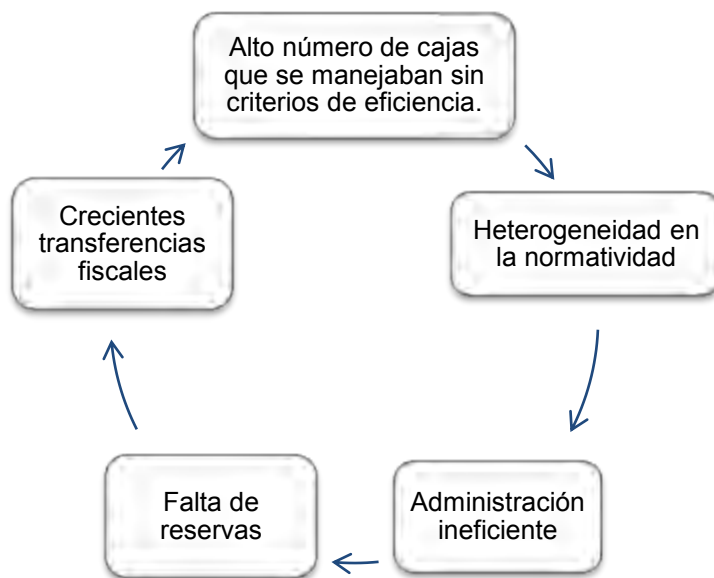 Alto número de cajas
que se manejaban sin
criterios de eficiencia.
Heterogeneidad en
la normatividad
Administración
ineficiente
Falta de
reservas
Crecientes
transferencias
fiscales